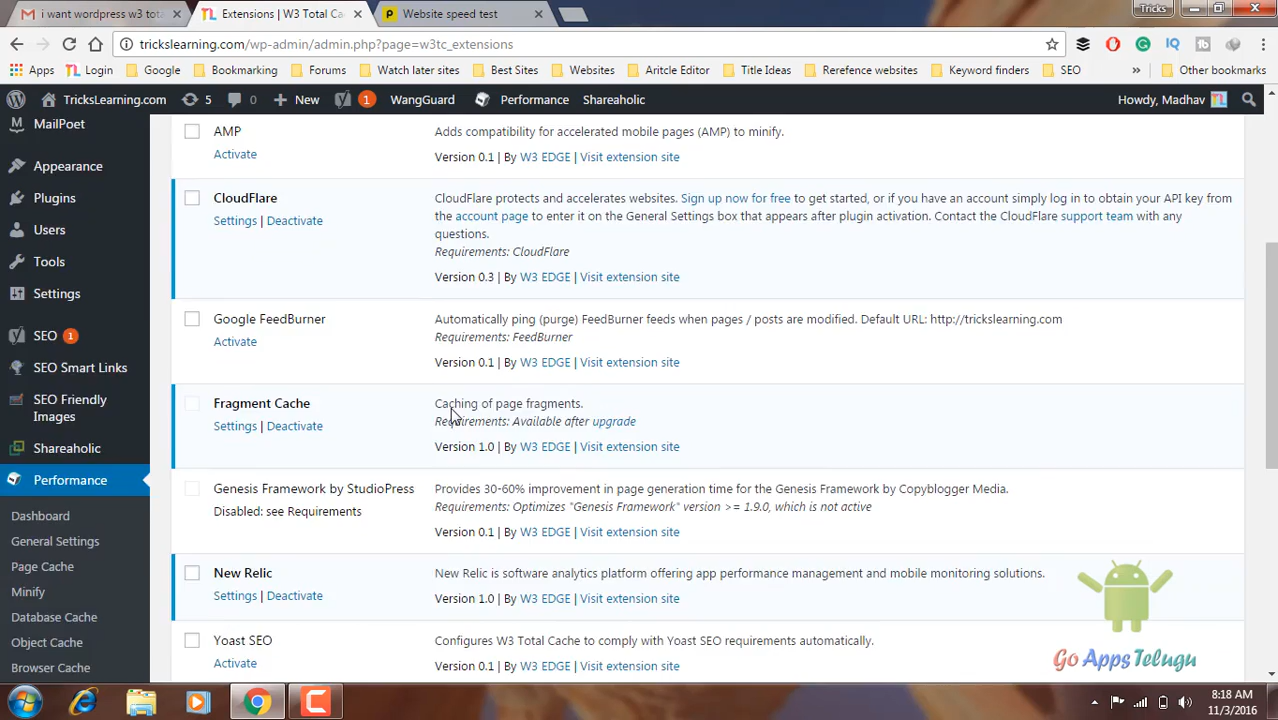 i want wordpress w3 tota
Extensions | W3 Total Ca
Website speed test
Tricks
trickslearning.com/wp-admin/admin.php?page=w3tc_extensions
Apps
Login
Google
Bookmarking
Forums
Watch later sites
Best Sites
Websites
Aritcle Editor
Title Ideas
Rerefence websites
Keyword finders
SEO
»
Other bookmarks
TricksLearning.com
5
0
New
1
WangGuard
Performance
Shareaholic
Howdy, Madhav
MailPoet
Appearance
Plugins
Users
Tools
Settings
SEO 1
SEO Smart Links
SEO Friendly
Images
Shareaholic
Performance
Dashboard
General Settings
Page Cache
Minify
Database Cache
Object Cache
Browser Cache
AMP
Activate
Adds compatibility for accelerated mobile pages (AMP) to minify.
Version 0.1 | By W3 EDGE | Visit extension site
CloudFlare
Settings | Deactivate
CloudFlare protects and accelerates websites. Sign up now for free to get started, or if you have an account simply log in to obtain your API key from
the account page to enter it on the General Settings box that appears after plugin activation. Contact the CloudFlare support team with any
questions.
Requirements: CloudFlare
Version 0.3 | By W3 EDGE | Visit extension site
Google FeedBurner
Activate
Automatically ping (purge) FeedBurner feeds when pages / posts are modified. Default URL: http://trickslearning.com
Requirements: FeedBurner
Version 0.1 | By W3 EDGE | Visit extension site
Fragment Cache
Settings | Deactivate
Caching of page fragments.
Requirements: Available after upgrade
Version 1.0 | By W3 EDGE | Visit extension site
Genesis Framework by StudioPress
Disabled: see Requirements
Provides 30-60% improvement in page generation time for the Genesis Framework by Copyblogger Media.
Requirements: Optimizes "Genesis Framework" version >= 1.9.0, which is not active
Version 0.1 | By W3 EDGE | Visit extension site
New Relic
Settings | Deactivate
New Relic is software analytics platform offering app performance management and mobile monitoring solutions.
Version 1.0 | By W3 EDGE | Visit extension site
Yoast SEO
Activate
Configures W3 Total Cache to comply with Yoast SEO requirements automatically.
Version 0.1 | By W3 EDGE | Visit extension site
Go Apps Telugu
8:18 AM
11/3/2016